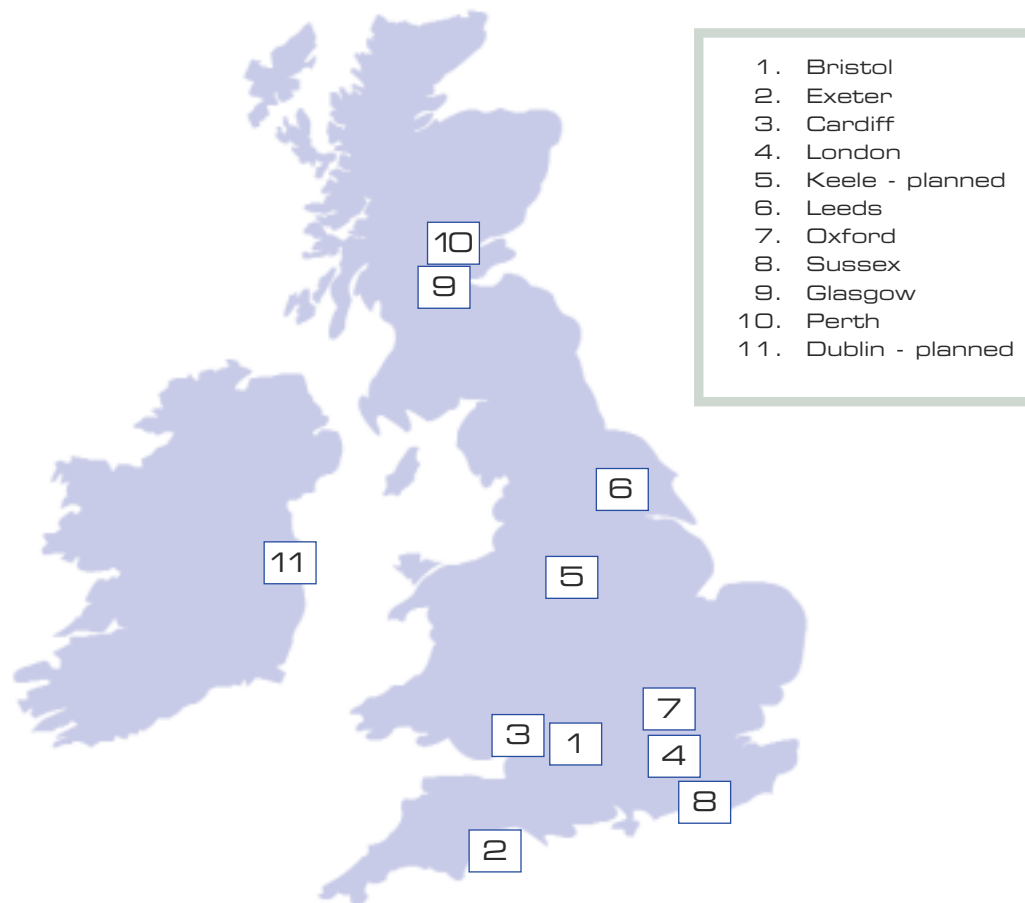 1. Bristol
2. Exeter
3. Cardiff
4. London
5. Keele - planned
6. Leeds
7. Oxford
8. Sussex
9. Glasgow
10. Perth
11. Dublin - planned
10
9
6
11
5
7
3
1
4
8
2